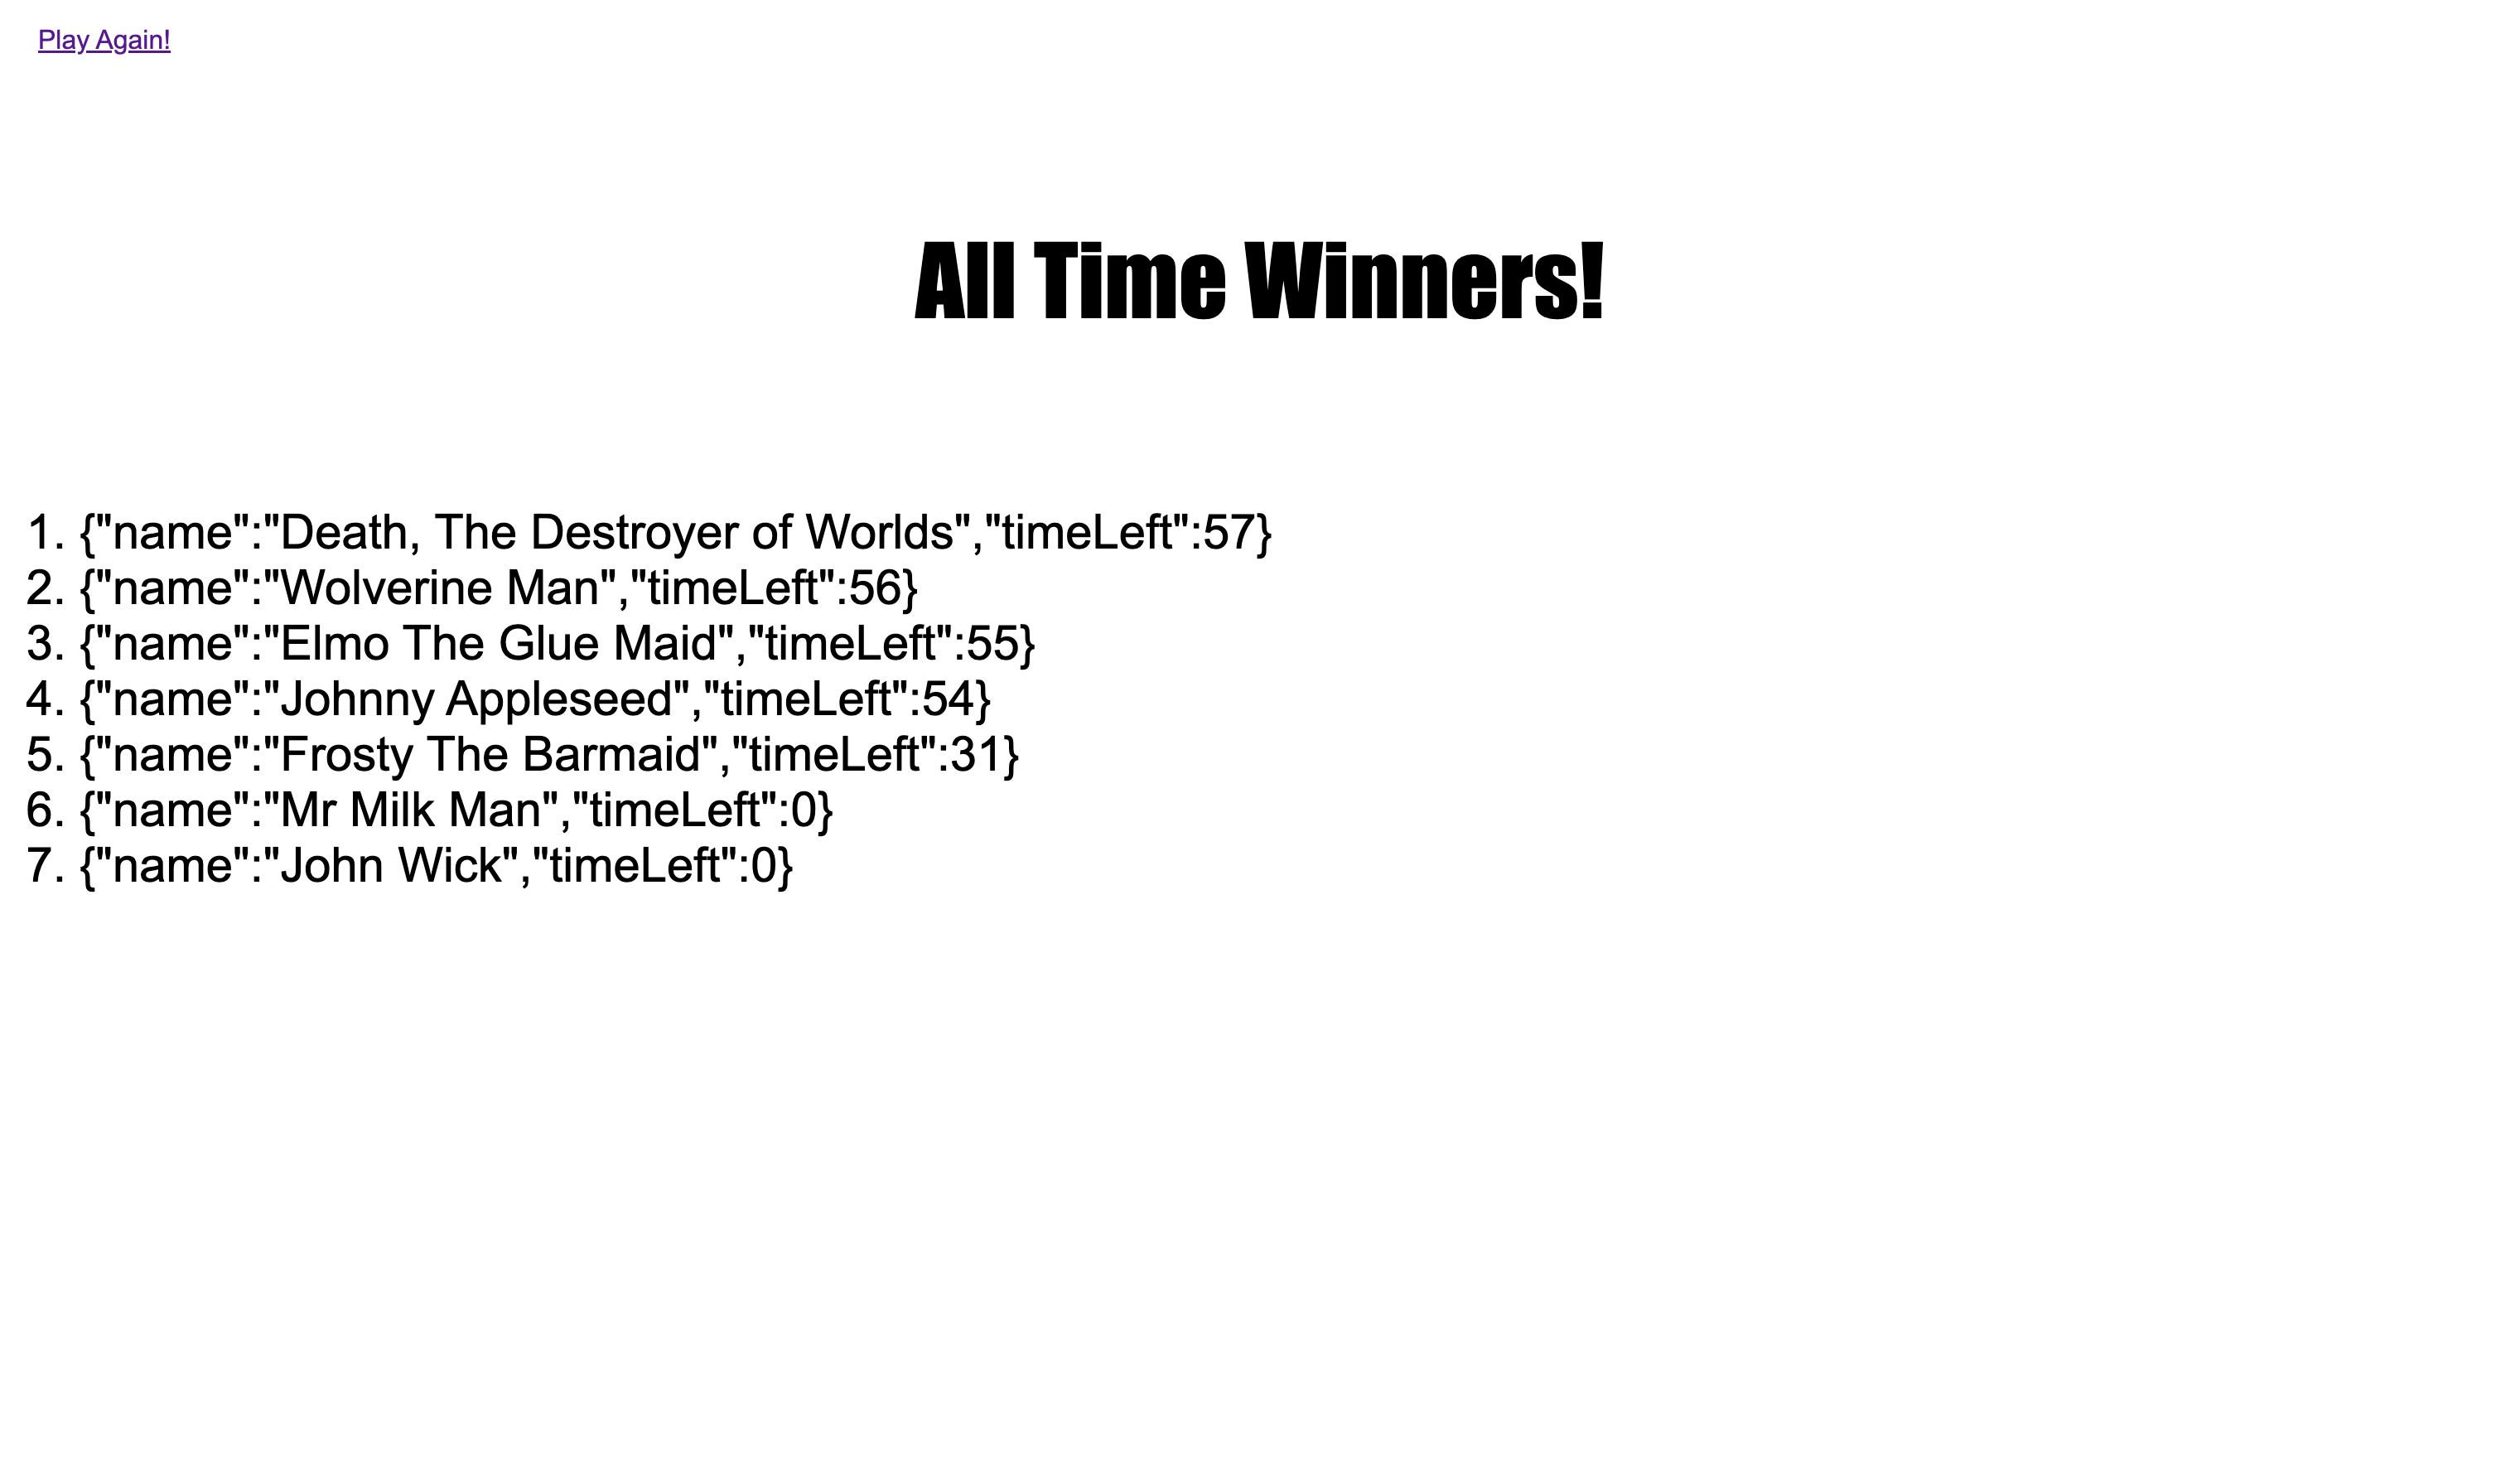 Play Again!
All Time Winners!
1. {"name":"Death, The Destroyer of Worlds","timeLeft":57}
2. {"name":"Wolverine Man","timeLeft":56}
3. {"name":"Elmo The Glue Maid","timeLeft":55}
4. {"name":"Johnny Appleseed","timeLeft":54}
5. {"name":"Frosty The Barmaid","timeLeft":31}
6. {"name":"Mr Milk Man","timeLeft":0}
7. {"name":"John Wick","timeLeft":0}